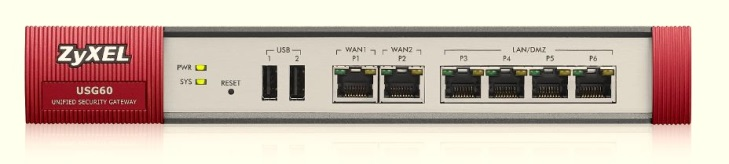 ZyXEL
USG60
UNIFIED SECURITY GATEWAY
PWR
SYS
RESET
USB
1 2
WAN1 WAN2
P1 P2
LAN/DMZ
P3 P4 P5 P6